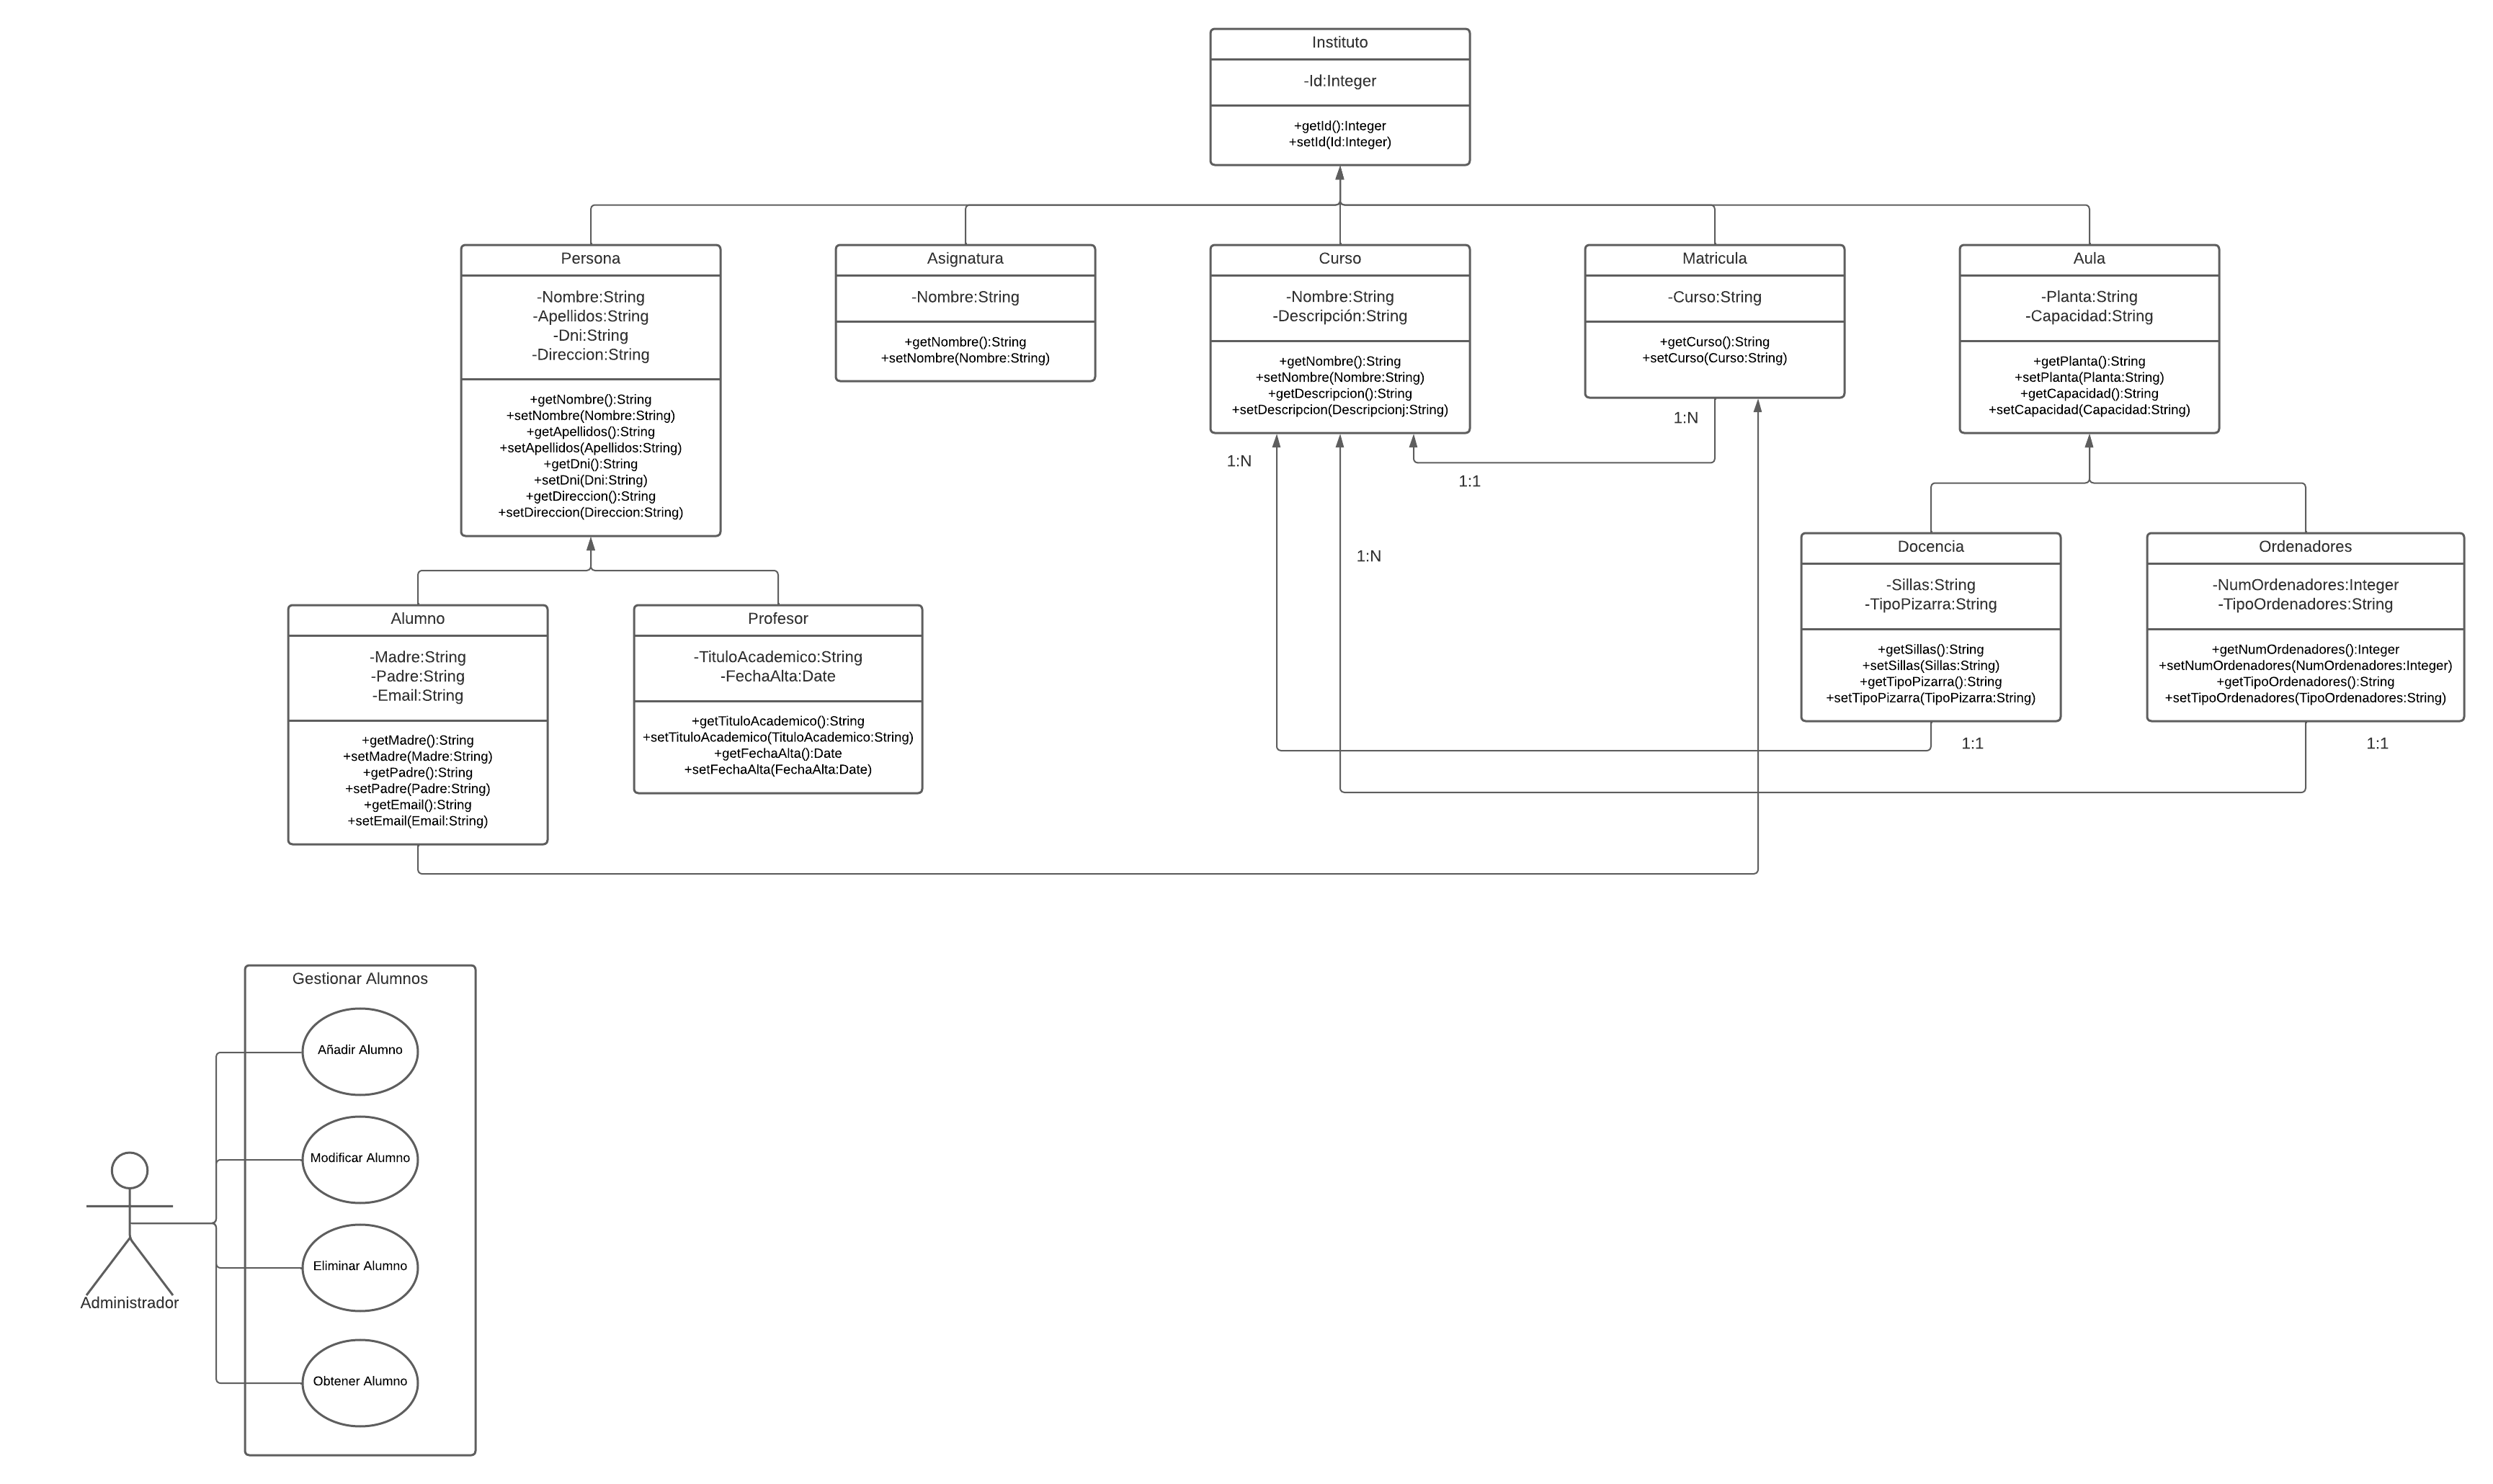 Instituto
-Id:Integer
+getId():Integer
+setId(Id:Integer)
Persona
-Nombre:String
-Apellidos:String
-Dni:String
-Direccion:String
+getNombre():String
+setNombre(Nombre:String)
+getApellidos():String
+setApellidos(Apellidos:String)
+getDni():String
+setDni(Dni:String)
+getDireccion():String
+setDireccion(Direccion:String)
Asignatura
-Nombre:String
+getNombre():String
+setNombre(Nombre:String)
Curso
-Nombre:String
-Descripción:String
+getNombre():String
+setNombre(Nombre:String)
+getDescripcion():String
+setDescripcion(Descripcionj:String)
Matricula
-Curso:String
+getCurso():String
+setCurso(Curso:String)
Aula
-Planta:String
-Capacidad:String
+getPlanta():String
+setPlanta(Planta:String)
+getCapacidad():String
+setCapacidad(Capacidad:String)
1:N
1:N
1:1
1:N
Docencia
-Sillas:String
-TipoPizarra:String
+getSillas():String
+setSillas(Sillas:String)
+getTipoPizarra():String
+setTipoPizarra(TipoPizarra:String)
Ordenadores
-NumOrdenadores:Integer
-TipoOrdenadores:String
+getNumOrdenadores():Integer
+setNumOrdenadores(NumOrdenadores:Integer)
+getTipoOrdenadores():String
+setTipoOrdenadores(TipoOrdenadores:String)
1:1
1:1
Alumno
-Madre:String
-Padre:String
-Email:String
+getMadre():String
+setMadre(Madre:String)
+getPadre():String
+setPadre(Padre:String)
+getEmail():String
+setEmail(Email:String)
Profesor
-TituloAcademico:String
-FechaAlta:Date
+getTituloAcademico():String
+setTituloAcademico(TituloAcademico:String)
+getFechaAlta():Date
+setFechaAlta(FechaAlta:Date)
Gestionar Alumnos
Añadir Alumno
Modificar Alumno
Eliminar Alumno
Obtener Alumno
Administrador